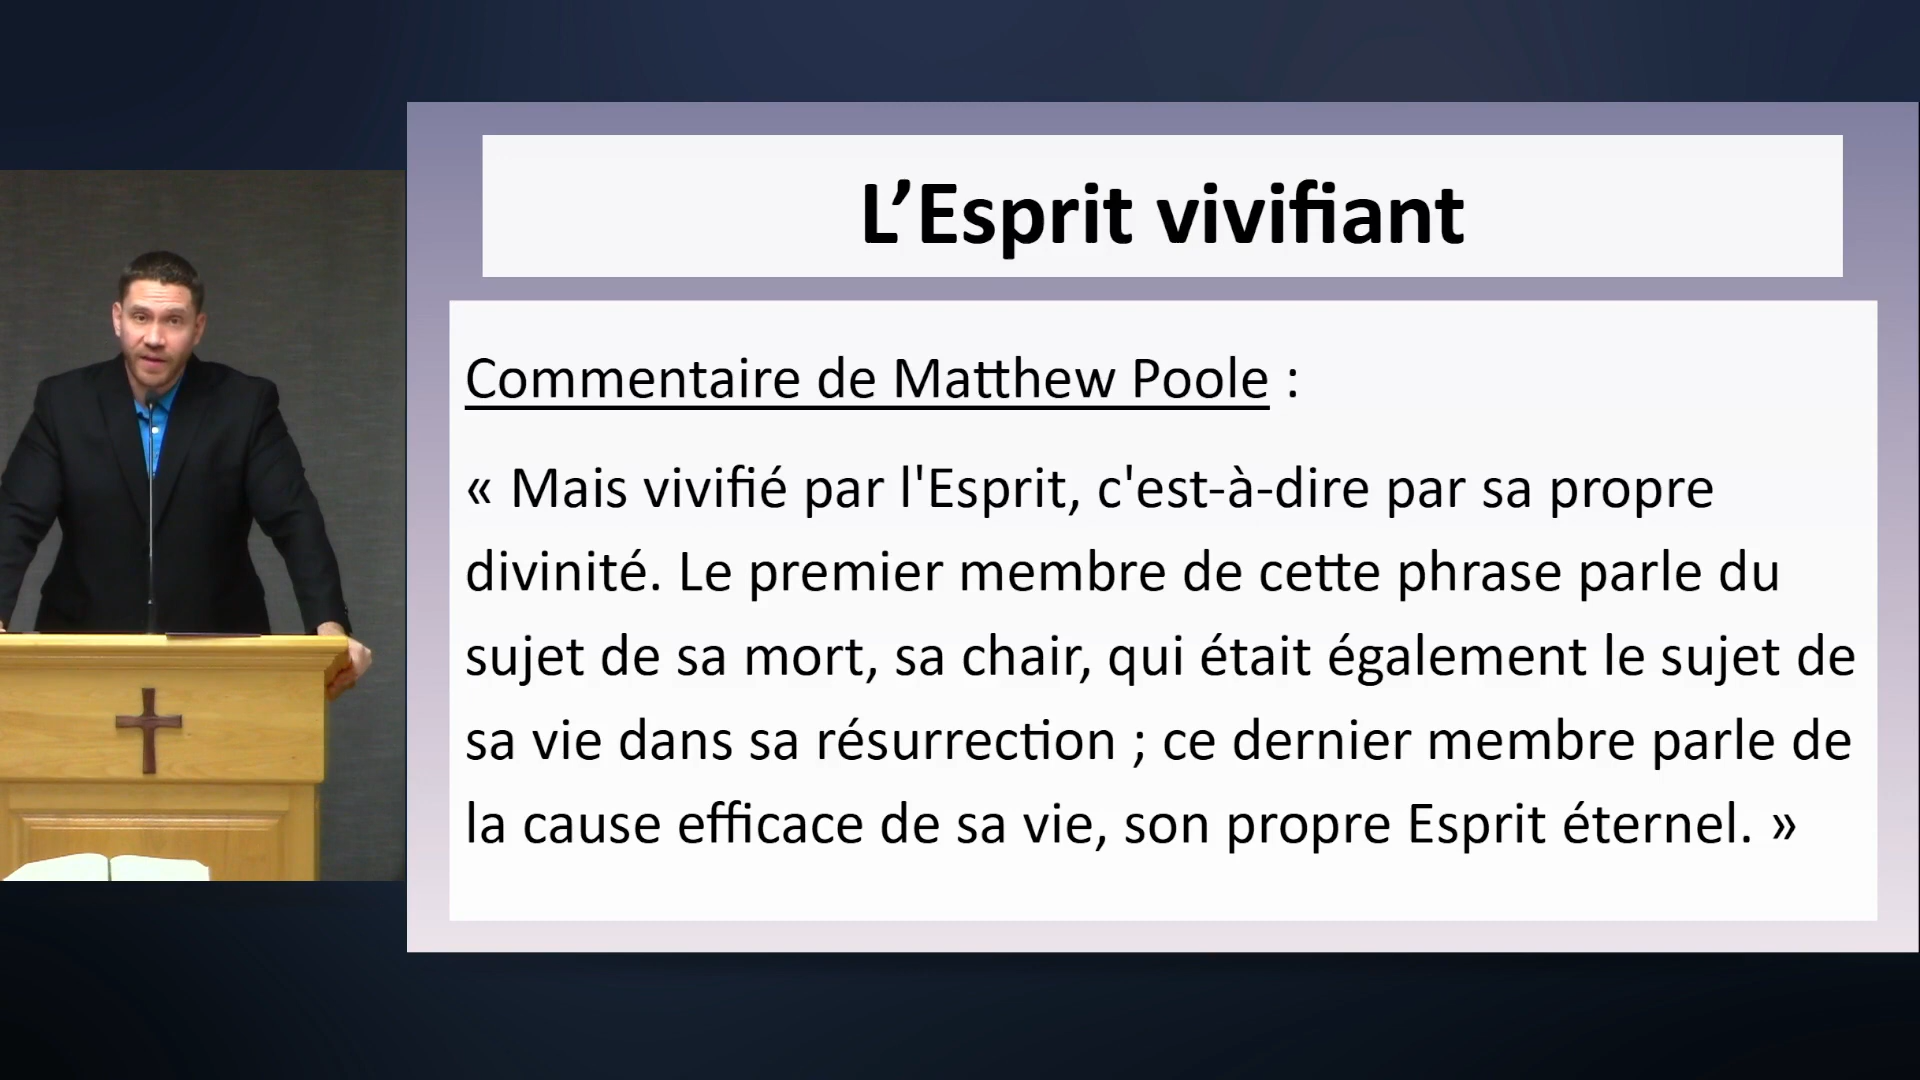 L’Esprit vivifiant
Commentaire de Matthew Poole :
« Mais vivifié par l'Esprit, c'est-à-dire par sa propre
divinité. Le premier membre de cette phrase parle du
sujet de sa mort, sa chair, qui était également le sujet de
sa vie dans sa résurrection ; ce dernier membre parle de
la cause efficace de sa vie, son propre Esprit éternel. »